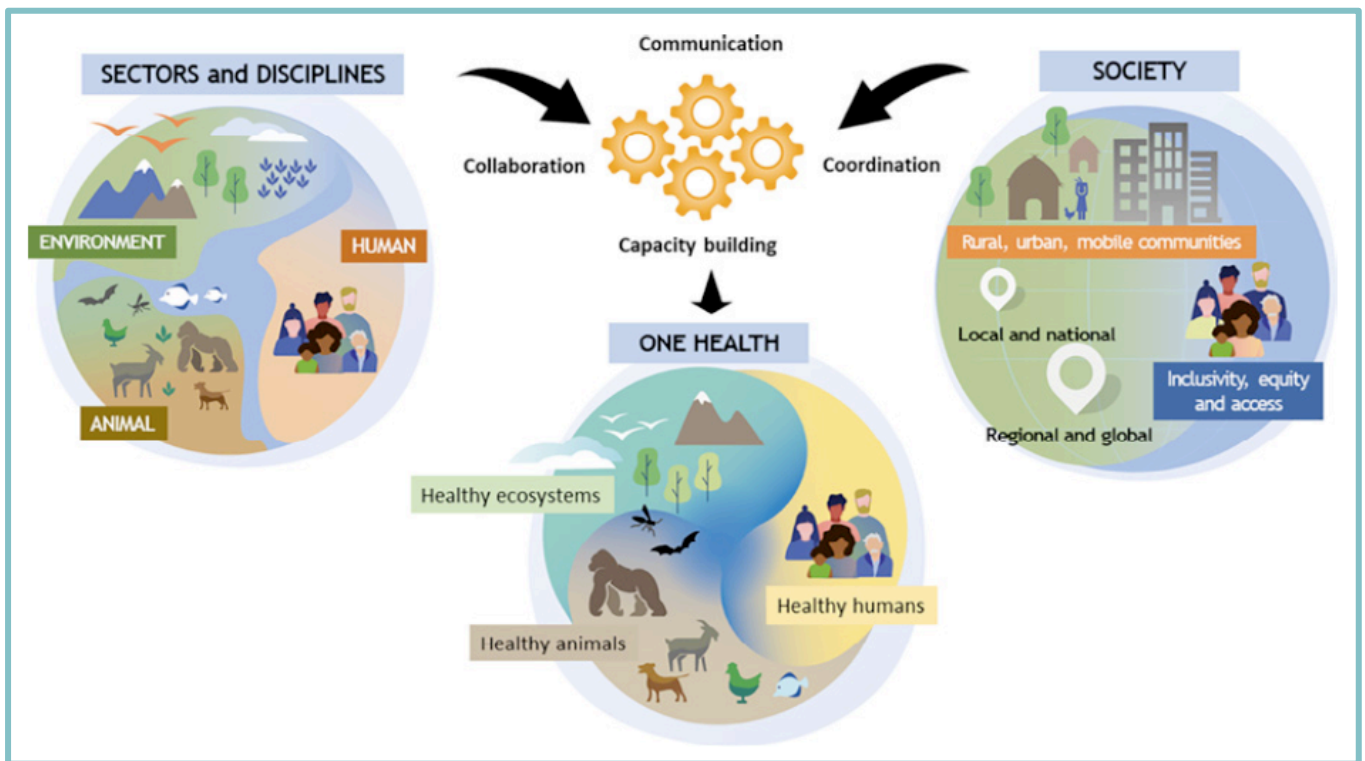 Communication
SECTORS and DISCIPLINES
SOCIETY
Collaboration
Coordination
ENVIRONMENT
HUMAN
Capacity building
Rural, urban, mobile communities
ONE HEALTH
Local and national
Inclusivity, equity
and access
ANIMAL
Regional and global
Healthy ecosystems
Healthy humans
Healthy animals